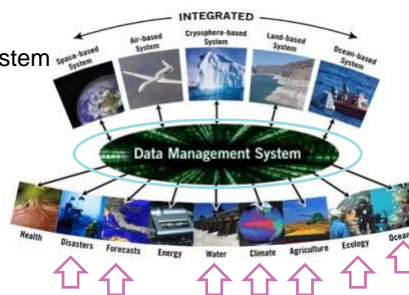 INTEGRATED
Space-based
System
Air-based
System
Cryosphere-based
System
Land-based
System
Ocean-based
System
stem
Data Management System
Health
Disasters
Forecasts
Energy
Water
Climate
Agriculture
Ecology
Ocean